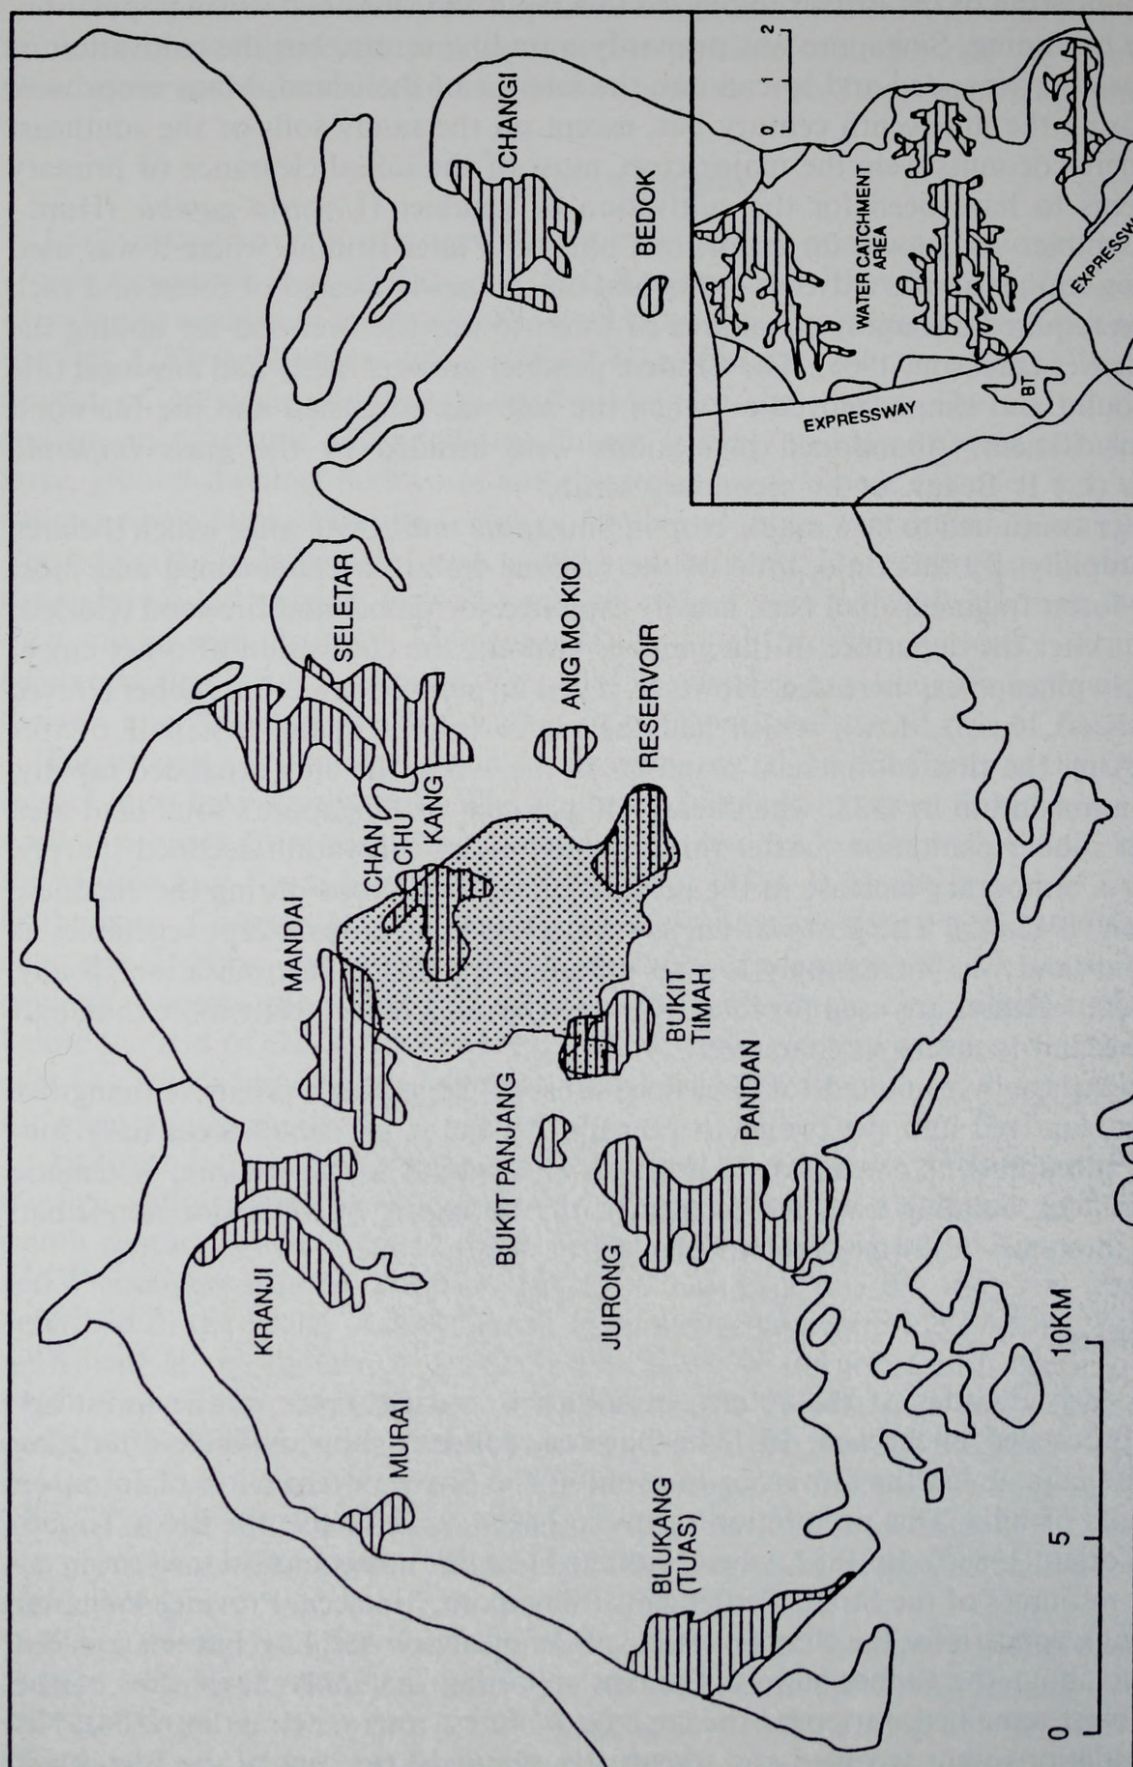 CHANGI
BEDOK
SELETAR
ANG MO KIO
RESERVOIR
CHAN
CHU
KANG
MANDAI
BUKIT
TIMAH
PANDAN
BUKIT PANJANG
JURONG
KRANJI
MURAI
BLUKANG
(TUAS)
0 5 10KM
0 1 2
WATER CATCHMENT
AREA
EXPRESSWAY
BT
EXPRESSWAY